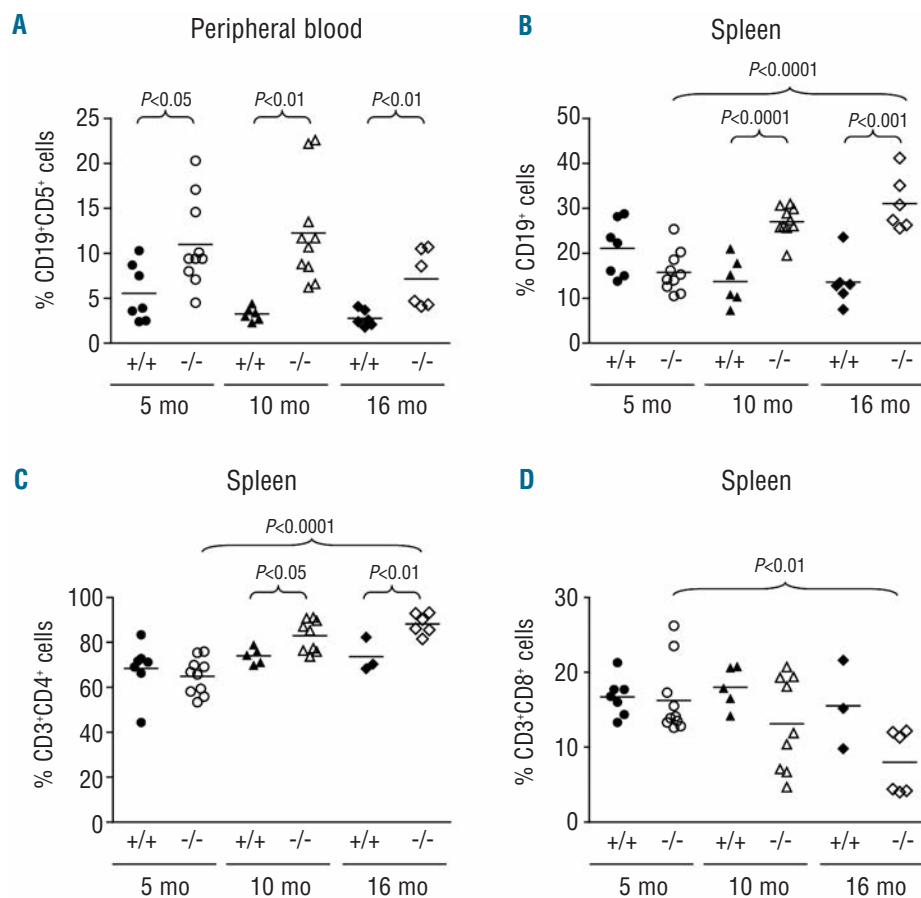 A
Peripheral blood
P<0.05
P<0.01
P<0.01
% CD19⁺CD5⁺ cells
25
20
15
10
5
0
+/+ -/- +/+ -/- +/+ -/-
5 mo 10 mo 16 mo
B
Spleen
P<0.0001
P<0.0001
P<0.001
% CD19⁺ cells
50
40
30
20
10
0
+/+ -/- +/+ -/- +/+ -/-
5 mo 10 mo 16 mo
C
Spleen
P<0.0001
P<0.05
P<0.01
% CD3⁺CD4⁺ cells
100
80
60
40
20
0
+/+ -/- +/+ -/- +/+ -/-
5 mo 10 mo 16 mo
D
Spleen
P<0.01
% CD3⁺CD8⁺ cells
30
20
10
0
+/+ -/- +/+ -/- +/+ -/-
5 mo 10 mo 16 mo